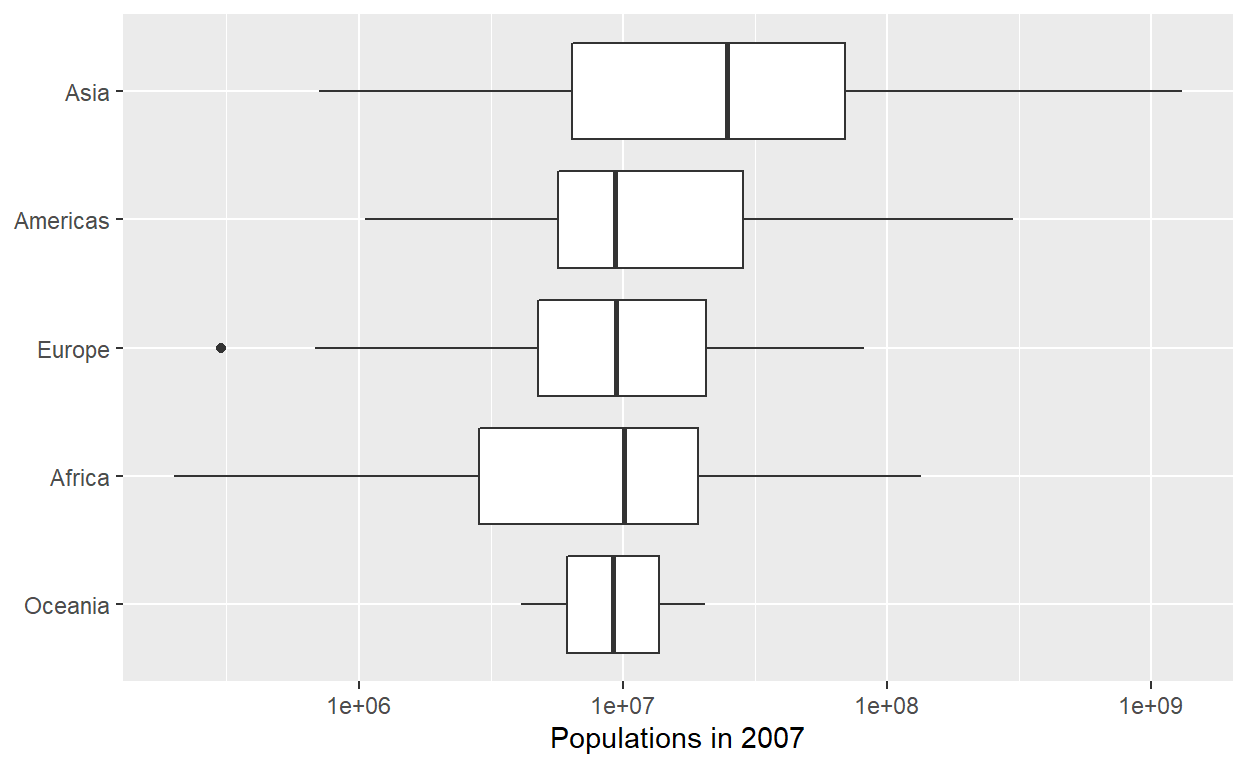 Asia
Americas
Europe
Africa
Oceania
1e+06 1e+07 1e+08 1e+09
Populations in 2007